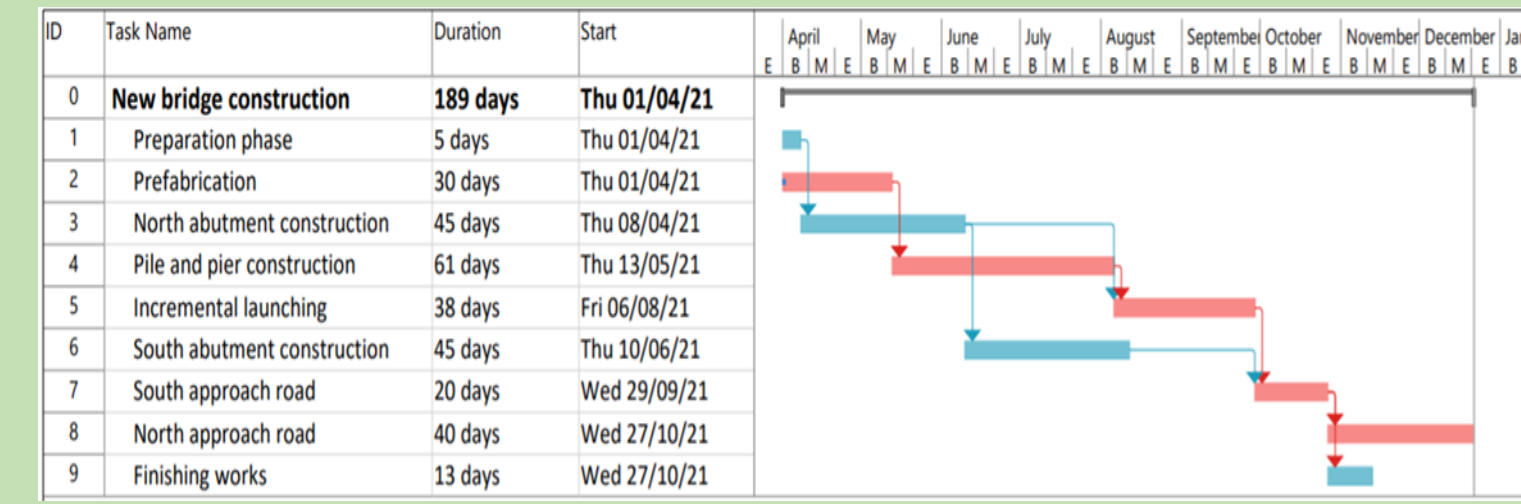 ID Task Name Duration Start April May June July August September October November December Jan
E B M E B M E B M E B M E B M E B M E B M E B M E B M E B
0 New bridge construction 189 days Thu 01/04/21
1 Preparation phase 5 days Thu 01/04/21
2 Prefabrication 30 days Thu 01/04/21
3 North abutment construction 45 days Thu 08/04/21
4 Pile and pier construction 61 days Thu 13/05/21
5 Incremental launching 38 days Fri 06/08/21
6 South abutment construction 45 days Thu 10/06/21
7 South approach road 20 days Wed 29/09/21
8 North approach road 40 days Wed 27/10/21
9 Finishing works 13 days Wed 27/10/21